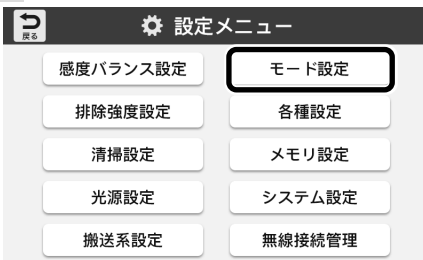 戻る
設定メニュー
感度バランス設定
モード設定
排除強度設定
各種設定
清掃設定
メモリ設定
光源設定
システム設定
搬送系設定
無線接続管理